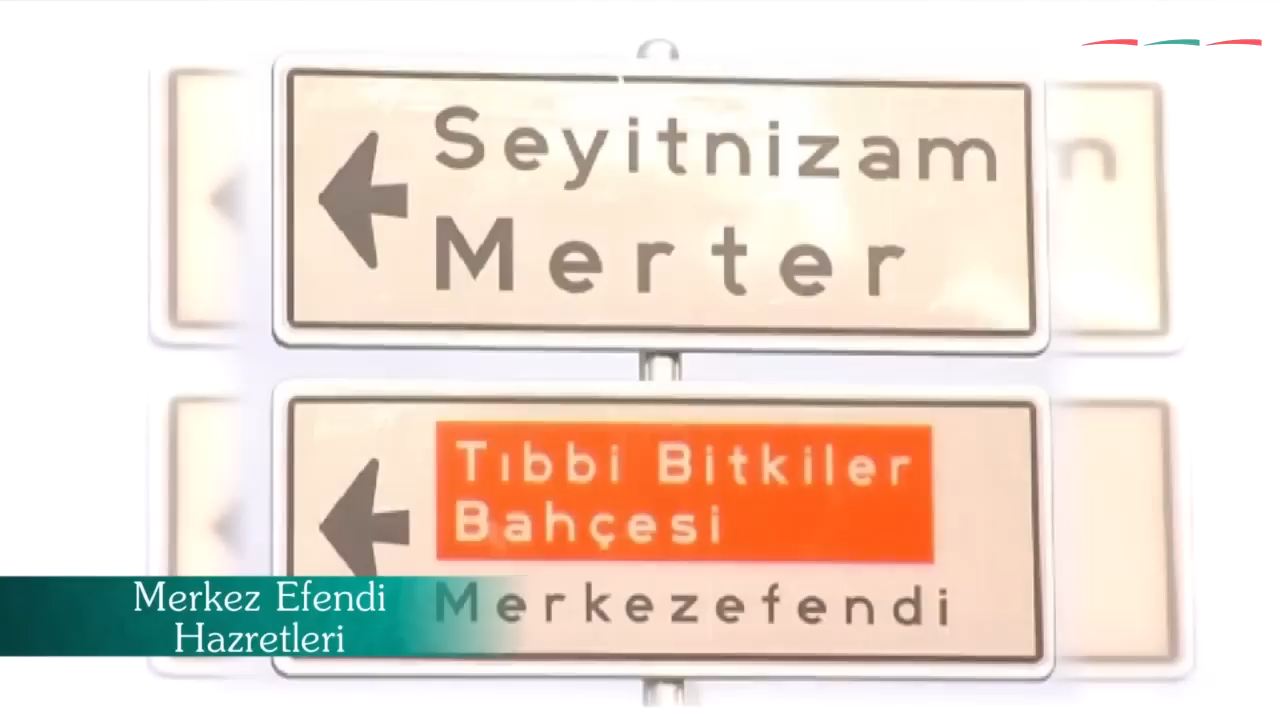 Seyitnizam
Merter
Tıbbi Bitkiler
Bahçesi
Merkezefendi
Merkez Efendi
Hazretleri